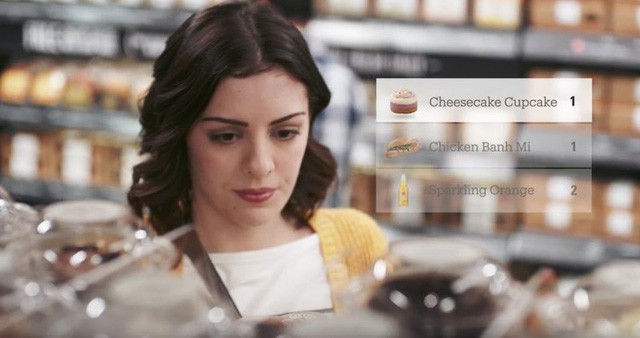 Cheesecake Cupcake 1
Chicken Banh Mi 1
Sparkling Orange 2